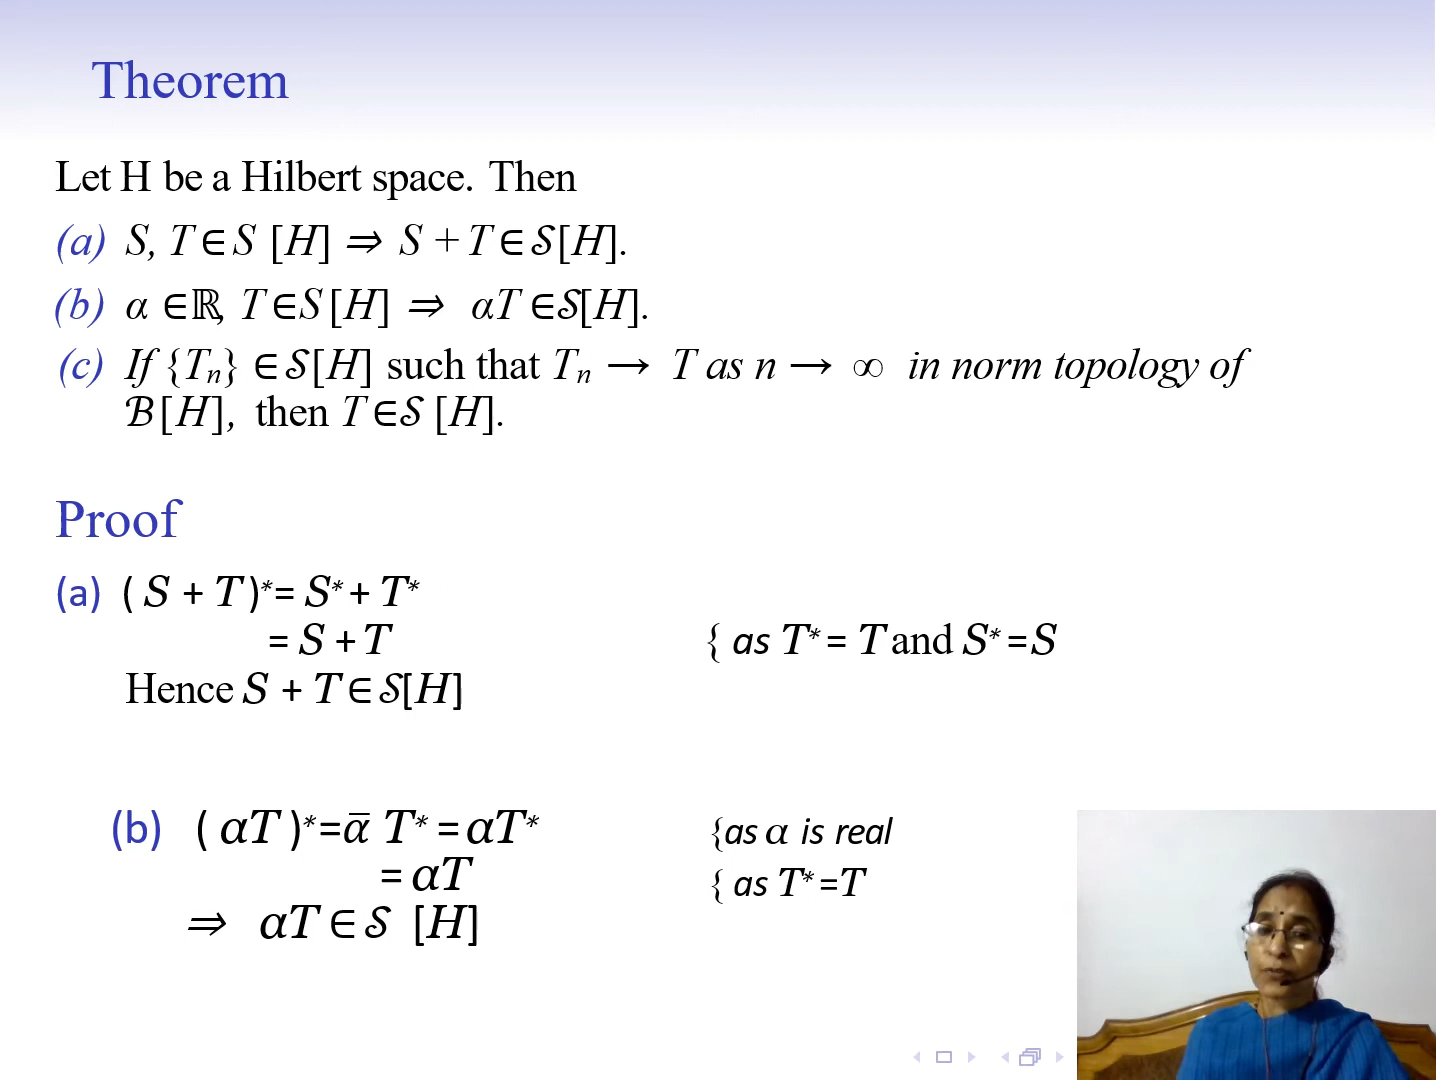 Theorem
Let H be a Hilbert space. Then
(a) S, T ∈ S [H] ⇒ S + T ∈ 𝒮[H].
(b) α ∈ℝ, T ∈S [H] ⇒ αT ∈𝒮[H].
(c) If {Tₙ} ∈ 𝒮[H] such that Tₙ → T as n → ∞ in norm topology of
ℬ[H], then T ∈𝒮 [H].
Proof
(a) ( S + T )*= S* + T*
= S + T { as T* = T and S* =S
Hence S + T ∈ 𝒮[H]
(b) ( αT )*=ᾱ T* = αT* {as α is real
= αT { as T* =T
⇒ αT ∈ 𝒮 [H]